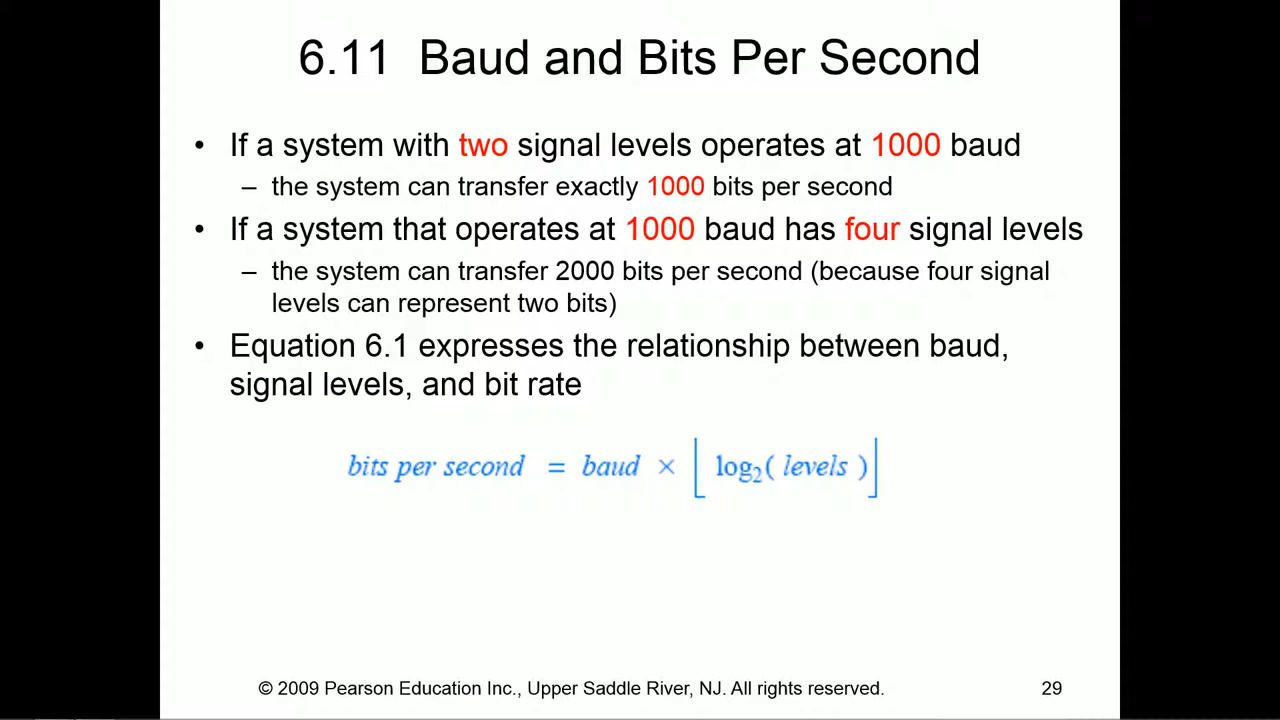 6.11 Baud and Bits Per Second
• If a system with two signal levels operates at 1000 baud
– the system can transfer exactly 1000 bits per second
• If a system that operates at 1000 baud has four signal levels
– the system can transfer 2000 bits per second (because four signal
levels can represent two bits)
• Equation 6.1 expresses the relationship between baud,
signal levels, and bit rate
bits per second = baud × ⌊ log₂( levels ) ⌋
© 2009 Pearson Education Inc., Upper Saddle River, NJ. All rights reserved.
29